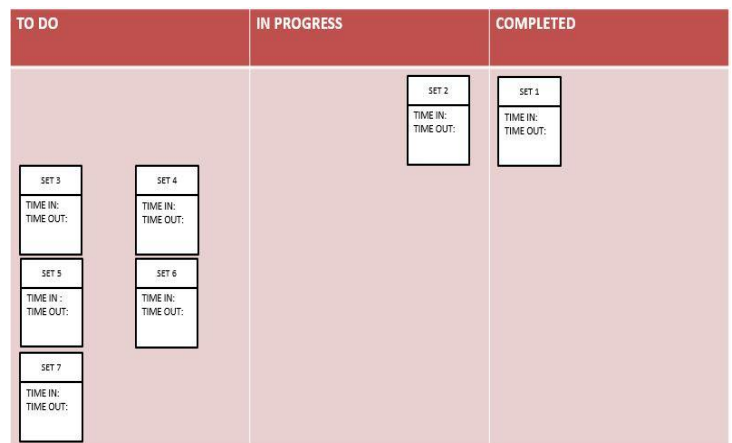 TO DO
IN PROGRESS
COMPLETED
SET 2
TIME IN:
TIME OUT:
SET 1
TIME IN:
TIME OUT:
SET 3
TIME IN:
TIME OUT:
SET 4
TIME IN:
TIME OUT:
SET 5
TIME IN :
TIME OUT:
SET 6
TIME IN:
TIME OUT:
SET 7
TIME IN:
TIME OUT: